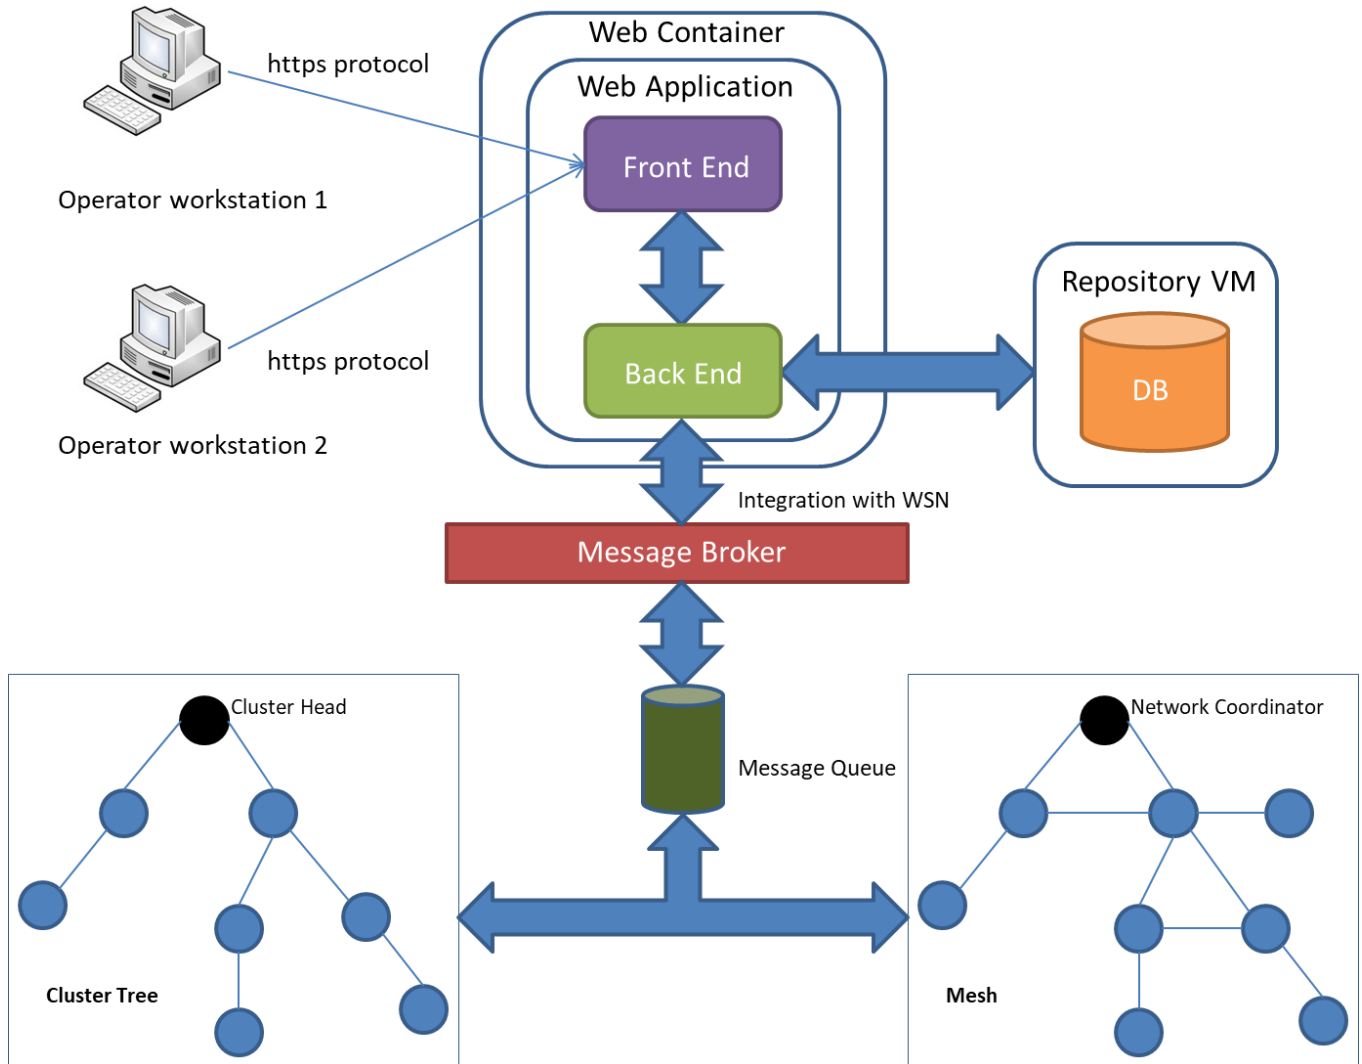 https protocol
Operator workstation 1
https protocol
Operator workstation 2
Web Container
Web Application
Front End
Back End
Repository VM
DB
Integration with WSN
Message Broker
Message Queue
Cluster Head
Cluster Tree
Network Coordinator
Mesh